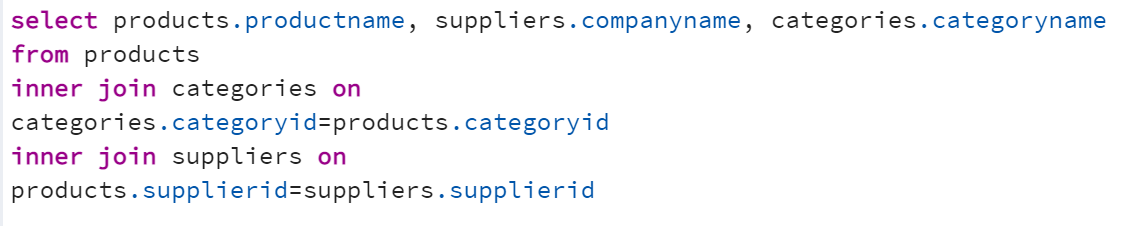 select products.productname, suppliers.companyname, categories.categoryname
from products
inner join categories on
categories.categoryid=products.categoryid
inner join suppliers on
products.supplierid=suppliers.supplierid